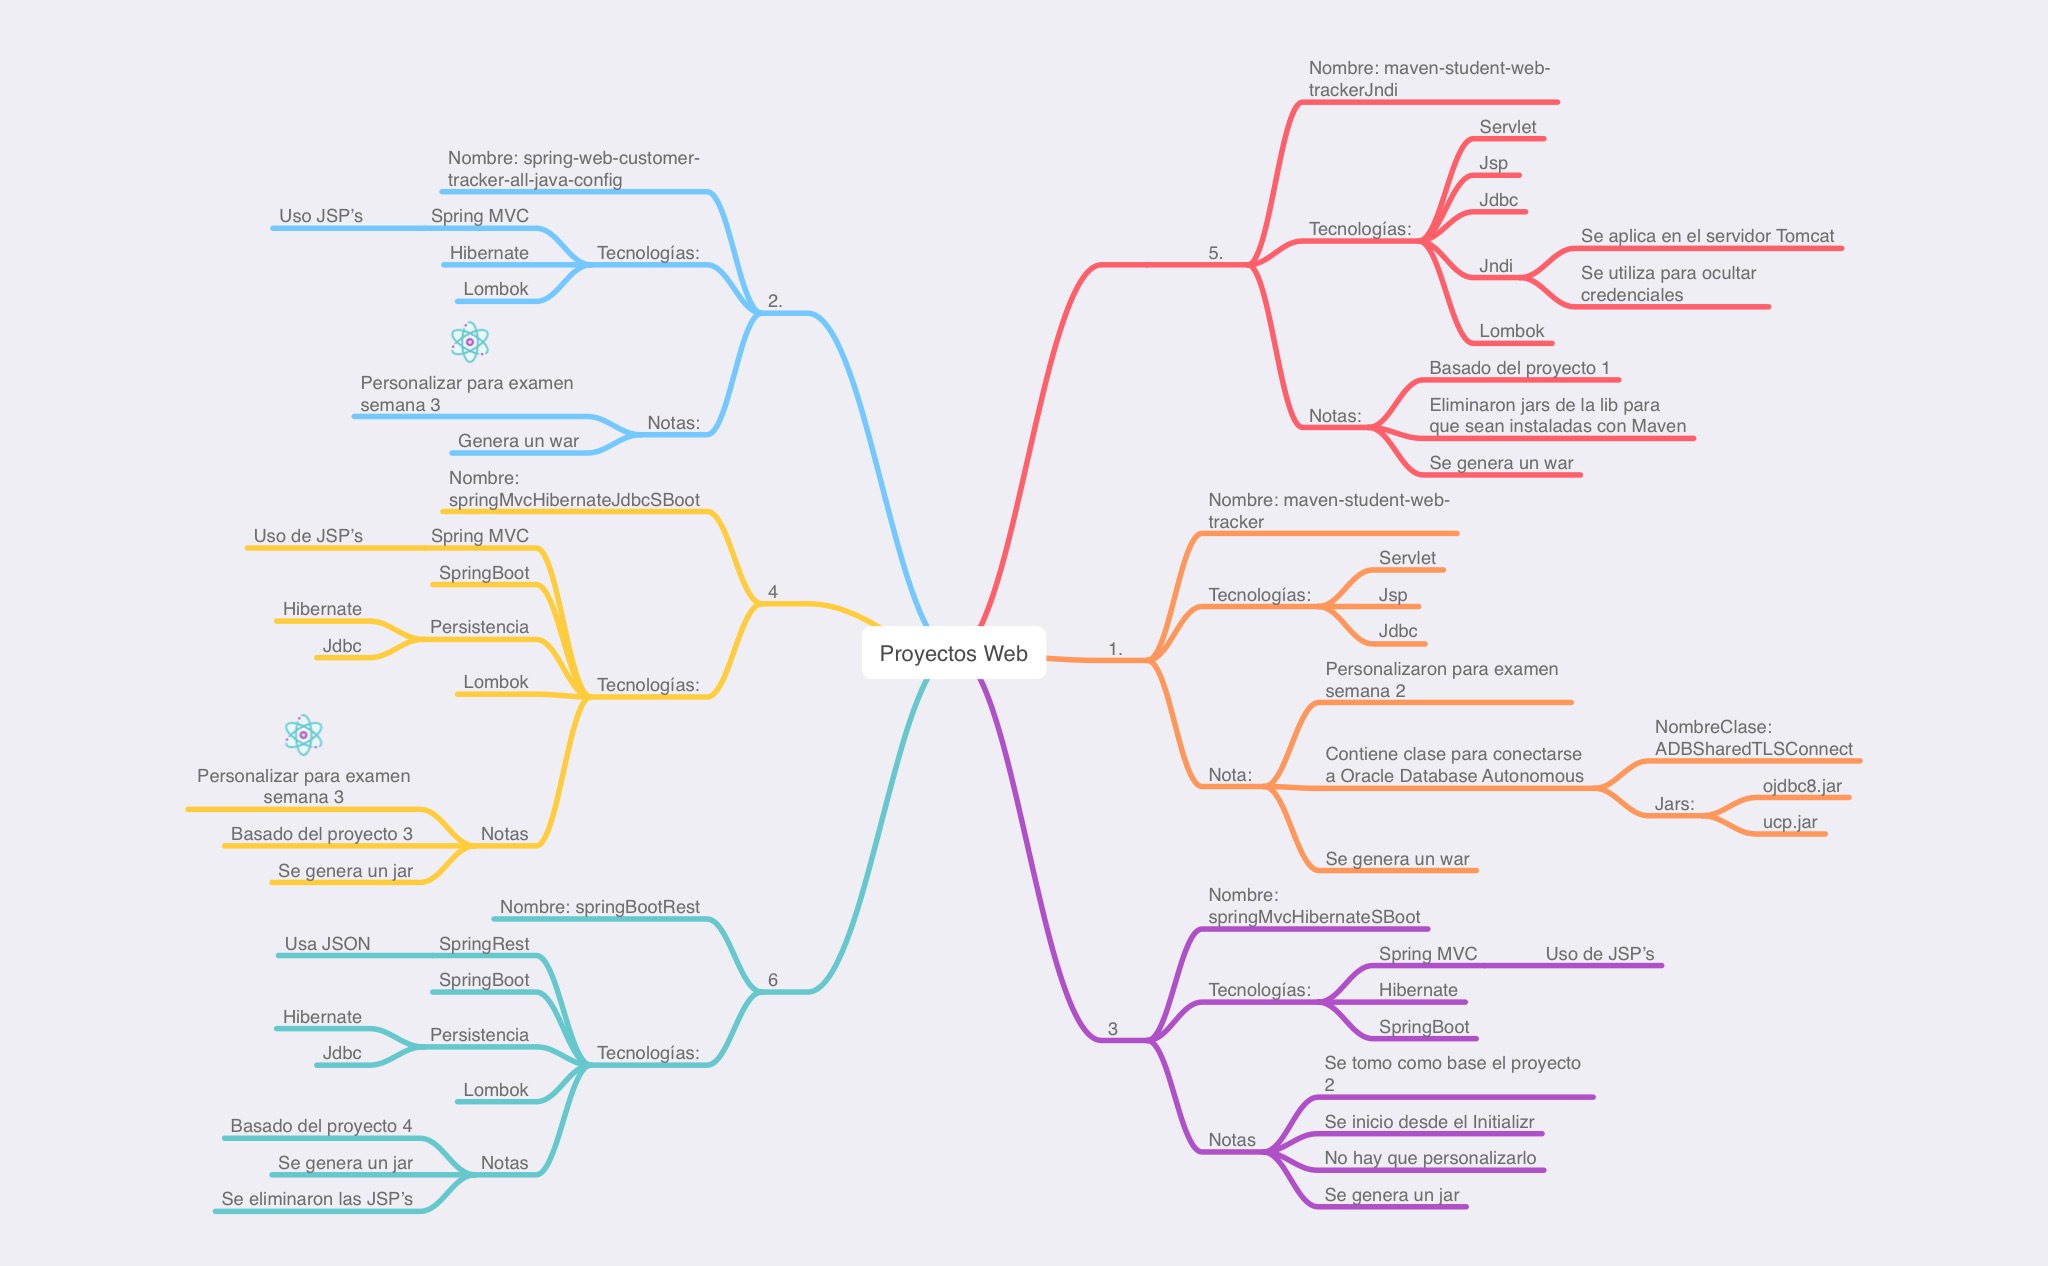 Proyectos Web
5.
Nombre: maven-student-web-
trackerJndi
Tecnologías:
Servlet
Jsp
Jdbc
Jndi
Se aplica en el servidor Tomcat
Se utiliza para ocultar
credenciales
Lombok
Notas:
Basado del proyecto 1
Eliminaron jars de la lib para
que sean instaladas con Maven
Se genera un war
1.
Nombre: maven-student-web-
tracker
Tecnologías:
Servlet
Jsp
Jdbc
Nota:
Personalizaron para examen
semana 2
Contiene clase para conectarse
a Oracle Database Autonomous
NombreClase:
ADBSharedTLSConnect
Jars:
ojdbc8.jar
ucp.jar
Se genera un war
3
Nombre:
springMvcHibernateSBoot
Tecnologías:
Spring MVC
Uso de JSP’s
Hibernate
SpringBoot
Notas
Se tomo como base el proyecto
2
Se inicio desde el Initializr
No hay que personalizarlo
Se genera un jar
2.
Nombre: spring-web-customer-
tracker-all-java-config
Tecnologías:
Spring MVC
Uso JSP’s
Hibernate
Lombok
Notas:
Personalizar para examen
semana 3
Genera un war
4
Nombre:
springMvcHibernateJdbcSBoot
Tecnologías:
Spring MVC
Uso de JSP’s
SpringBoot
Persistencia
Hibernate
Jdbc
Lombok
Notas
Personalizar para examen
semana 3
Basado del proyecto 3
Se genera un jar
6
Nombre: springBootRest
Tecnologías:
SpringRest
Usa JSON
SpringBoot
Persistencia
Hibernate
Jdbc
Lombok
Notas
Basado del proyecto 4
Se genera un jar
Se eliminaron las JSP’s